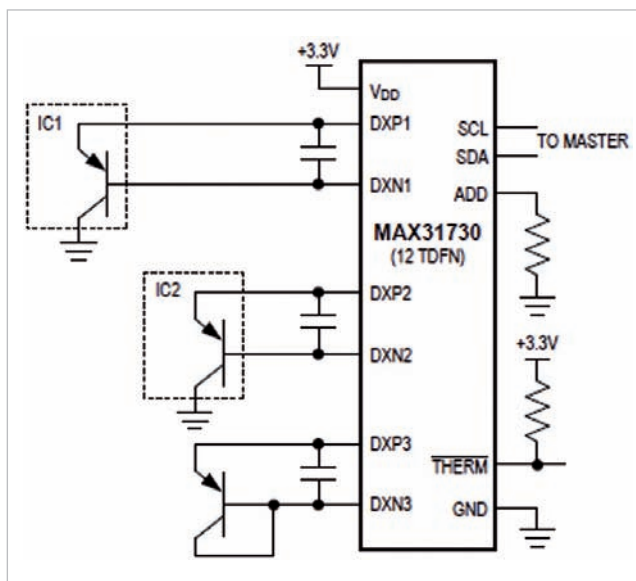 +3.3V
IC1
VDD
DXP1
SCL
TO MASTER
SDA
DXN1
ADD
MAX31730
(12 TDFN)
IC2
DXP2
+3.3V
DXN2
DXP3
THERM
DXN3
GND